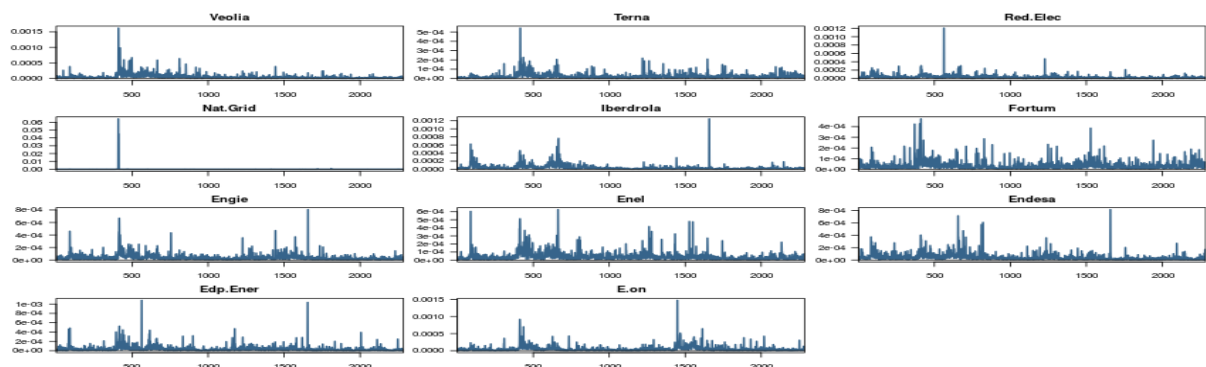 Veolia
0.0015
0.0010
0.0005
0.0000
500 1000 1500 2000
Terna
5e-04
4e-04
3e-04
2e-04
1e-04
0e+00
500 1000 1500 2000
Red.Elec
0.0012
0.0010
0.0008
0.0006
0.0004
0.0002
0.0000
500 1000 1500 2000
Nat.Grid
0.06
0.05
0.04
0.03
0.02
0.01
0.00
500 1000 1500 2000
Iberdrola
0.0012
0.0010
0.0008
0.0006
0.0004
0.0002
0.0000
500 1000 1500 2000
Fortum
4e-04
3e-04
2e-04
1e-04
0e+00
500 1000 1500 2000
Engie
8e-04
6e-04
4e-04
2e-04
0e+00
500 1000 1500 2000
Enel
6e-04
5e-04
4e-04
3e-04
2e-04
1e-04
0e+00
500 1000 1500 2000
Endesa
8e-04
6e-04
4e-04
2e-04
0e+00
500 1000 1500 2000
Edp.Ener
1e-03
8e-04
6e-04
4e-04
2e-04
0e+00
500 1000 1500 2000
E.on
0.0015
0.0010
0.0005
0.0000
500 1000 1500 2000